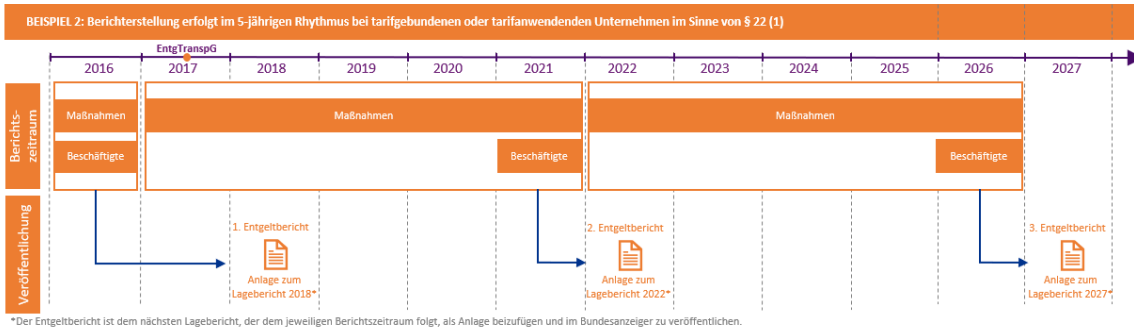 BEISPIEL 2: Berichterstellung erfolgt im 5-jährigen Rhythmus bei tarifgebundenen oder tarifanwendenden Unternehmen im Sinne von § 22 (1)
EntgTranspG
2016 2017 2018 2019 2020 2021 2022 2023 2024 2025 2026 2027
Berichts-
zeitraum
Maßnahmen Maßnahmen Maßnahmen
Beschäftigte Beschäftigte Beschäftigte
Veröffentlichung
1. Entgeltbericht 2. Entgeltbericht 3. Entgeltbericht
Anlage zum Anlage zum Anlage zum
Lagebericht 2018* Lagebericht 2022* Lagebericht 2027*
*Der Entgeltbericht ist dem nächsten Lagebericht, der dem jeweiligen Berichtszeitraum folgt, als Anlage beizufügen und im Bundesanzeiger zu veröffentlichen.